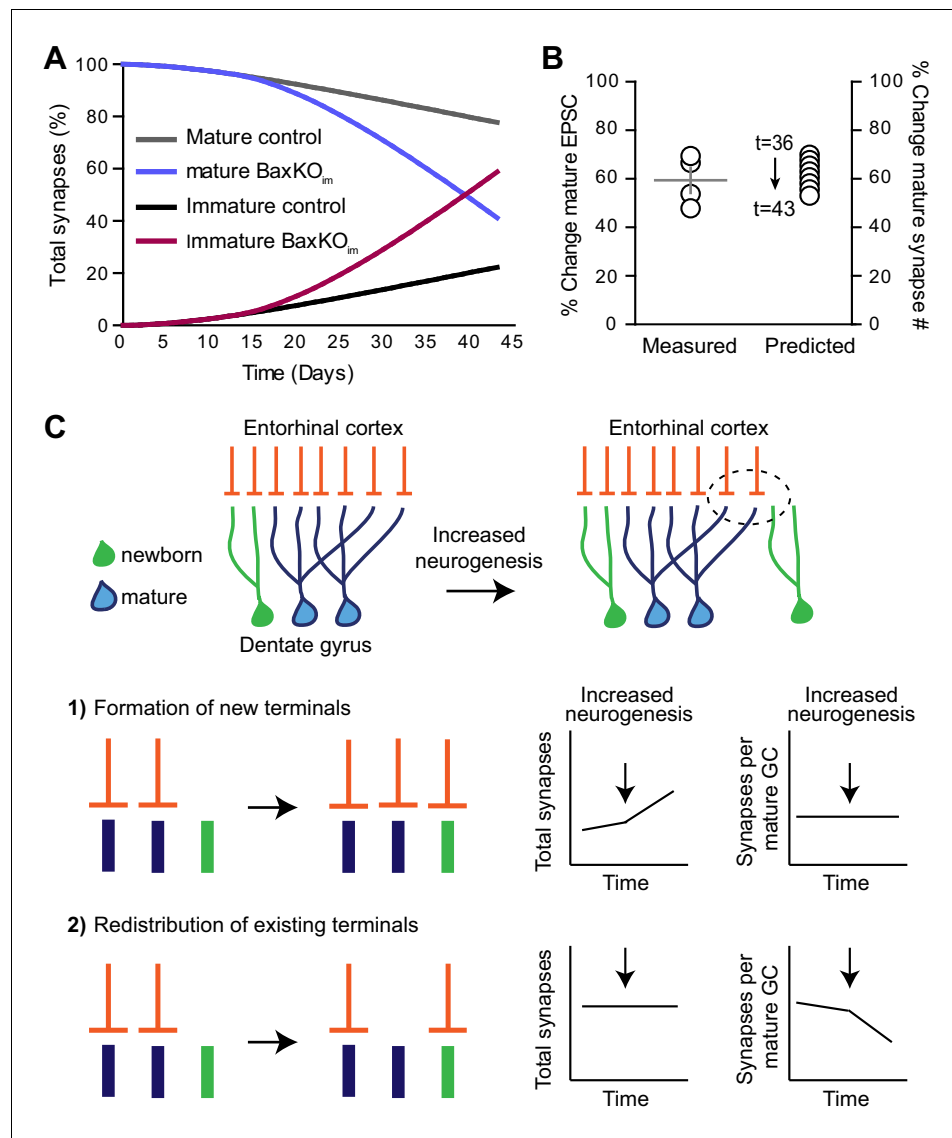 A
Total synapses (%)
100
80
60
40
20
0
Mature control
mature BaxKOim
Immature control
Immature BaxKOim
0 5 10 15 20 25 30 35 40 45
Time (Days)
B
% Change mature EPSC
100
80
60
40
20
0
t=36
t=43
100
80
60
40
20
0
% Change mature synapse #
Measured Predicted
C
Entorhinal cortex
Entorhinal cortex
newborn
mature
Increased
neurogenesis
Dentate gyrus
1) Formation of new terminals
Increased
neurogenesis
Total synapses
Time
Increased
neurogenesis
Synapses per
mature GC
Time
2) Redistribution of existing terminals
Total synapses
Time
Synapses per
mature GC
Time